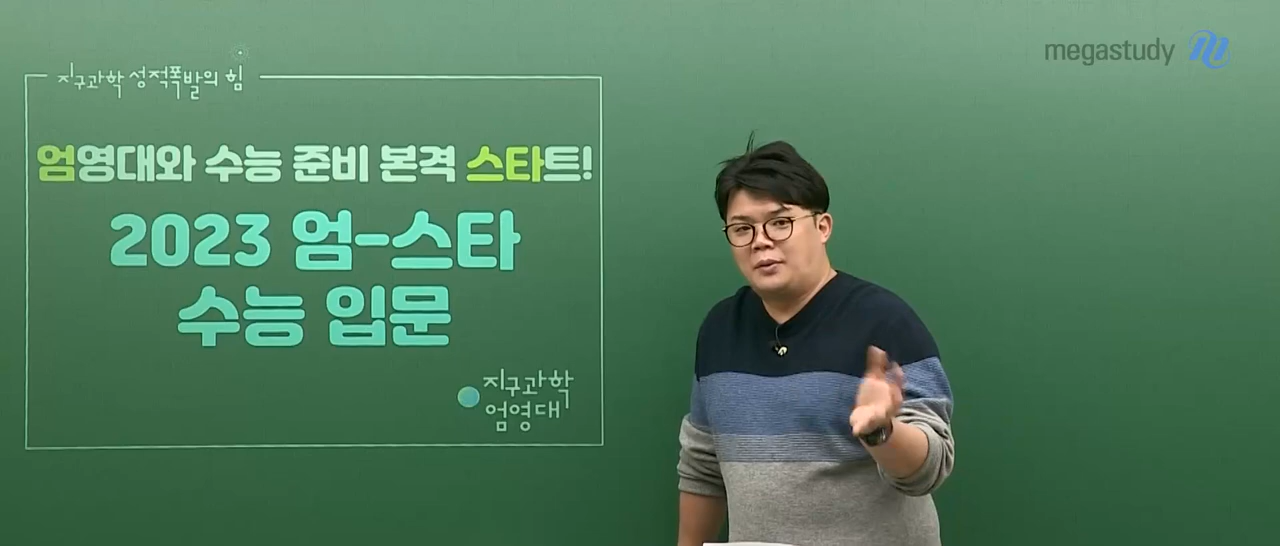 지구과학 성적폭발의 힘
megastudy
엄영대와 수능 준비 본격 스타트!
2023 엄-스타
수능 입문
지구과학
엄영대